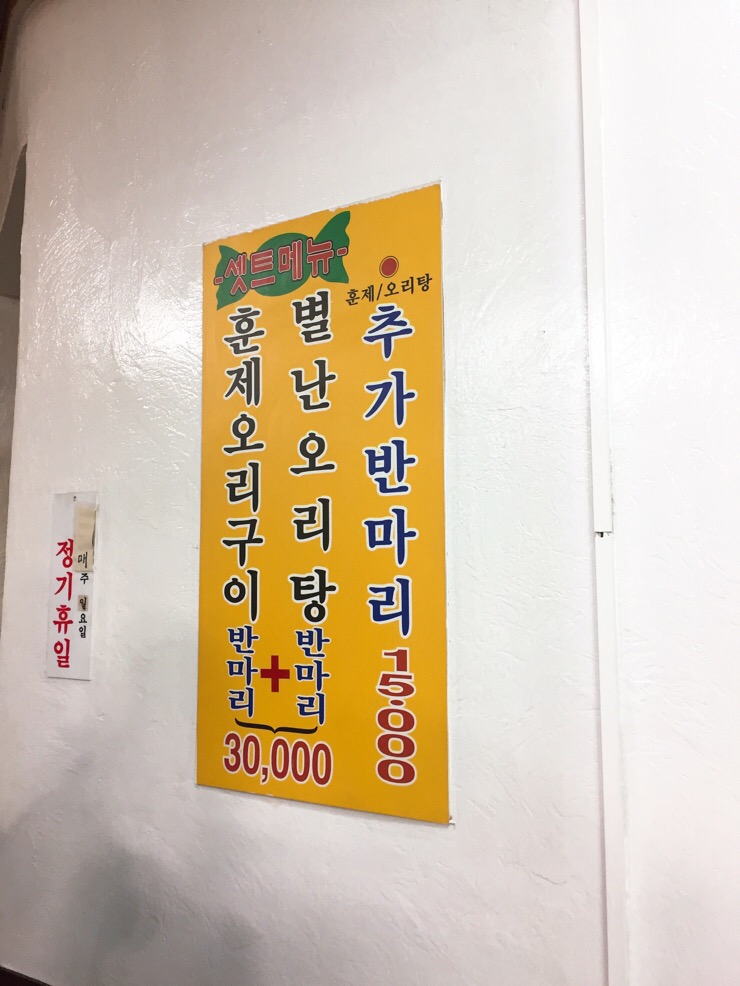 -셋트메뉴-
훈제오리구이 반마리
+
별난오리탕 반마리
30,000
훈제/오리탕
추가반마리 15.000
정기휴일
매주 일요일